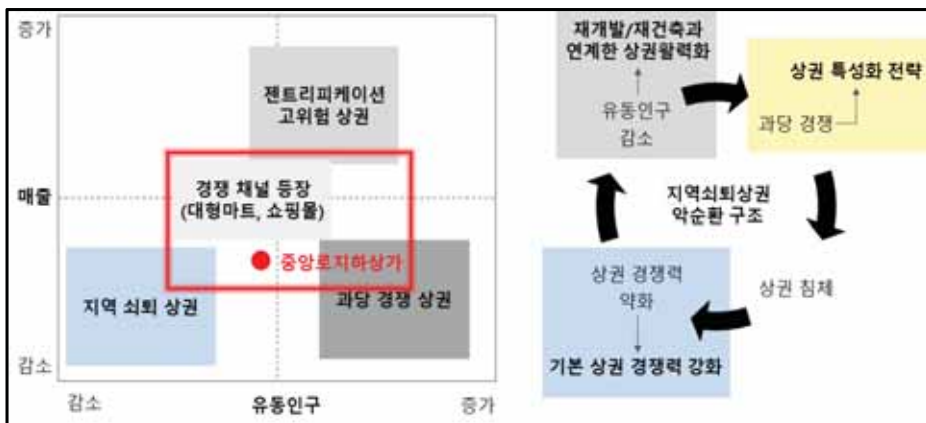 증가
젠트리피케이션
고위험 상권
매출
경쟁 채널 등장
(대형마트, 쇼핑몰)
중앙로지하상가
지역 쇠퇴 상권
과당 경쟁 상권
감소
감소
유동인구
증가
재개발/재건축과
연계한 상권활력화
유동인구
감소
상권 특성화 전략
과당 경쟁
지역쇠퇴상권
악순환 구조
상권 침체
상권 경쟁력
약화
기본 상권 경쟁력 강화